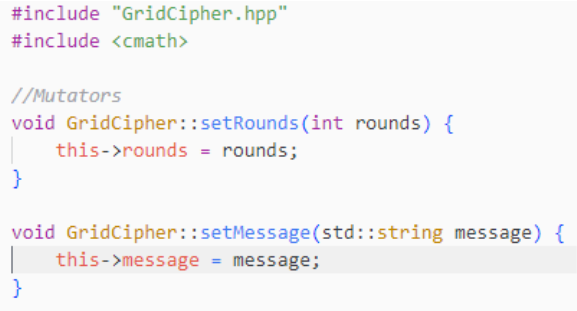 #include "GridCipher.hpp"
#include <cmath>
//Mutators
void GridCipher::setRounds(int rounds) {
this->rounds = rounds;
}
void GridCipher::setMessage(std::string message) {
this->message = message;
}